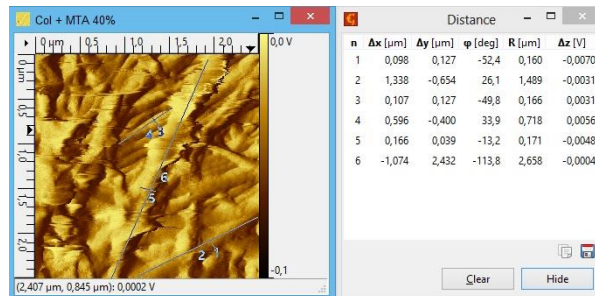 Col + MTA 40%
0 µm 0,5 1,0 1,5 2,0
0,0 V
0 µm
0,5
1,0
1,5
2,0
4 3
6
5
2 1
-0,1
(2,407 µm, 0,845 µm): 0,0002 V
Distance
n Δx [µm] Δy [µm] φ [deg] R [µm] Δz [V]
1 0,098 0,127 -52,4 0,160 -0,0070
2 1,338 -0,654 26,1 1,489 -0,0031
3 0,107 0,127 -49,8 0,166 0,0031
4 0,596 -0,400 33,9 0,718 0,0056
5 0,166 0,039 -13,2 0,171 -0,0048
6 -1,074 2,432 -113,8 2,658 -0,0004
Clear Hide